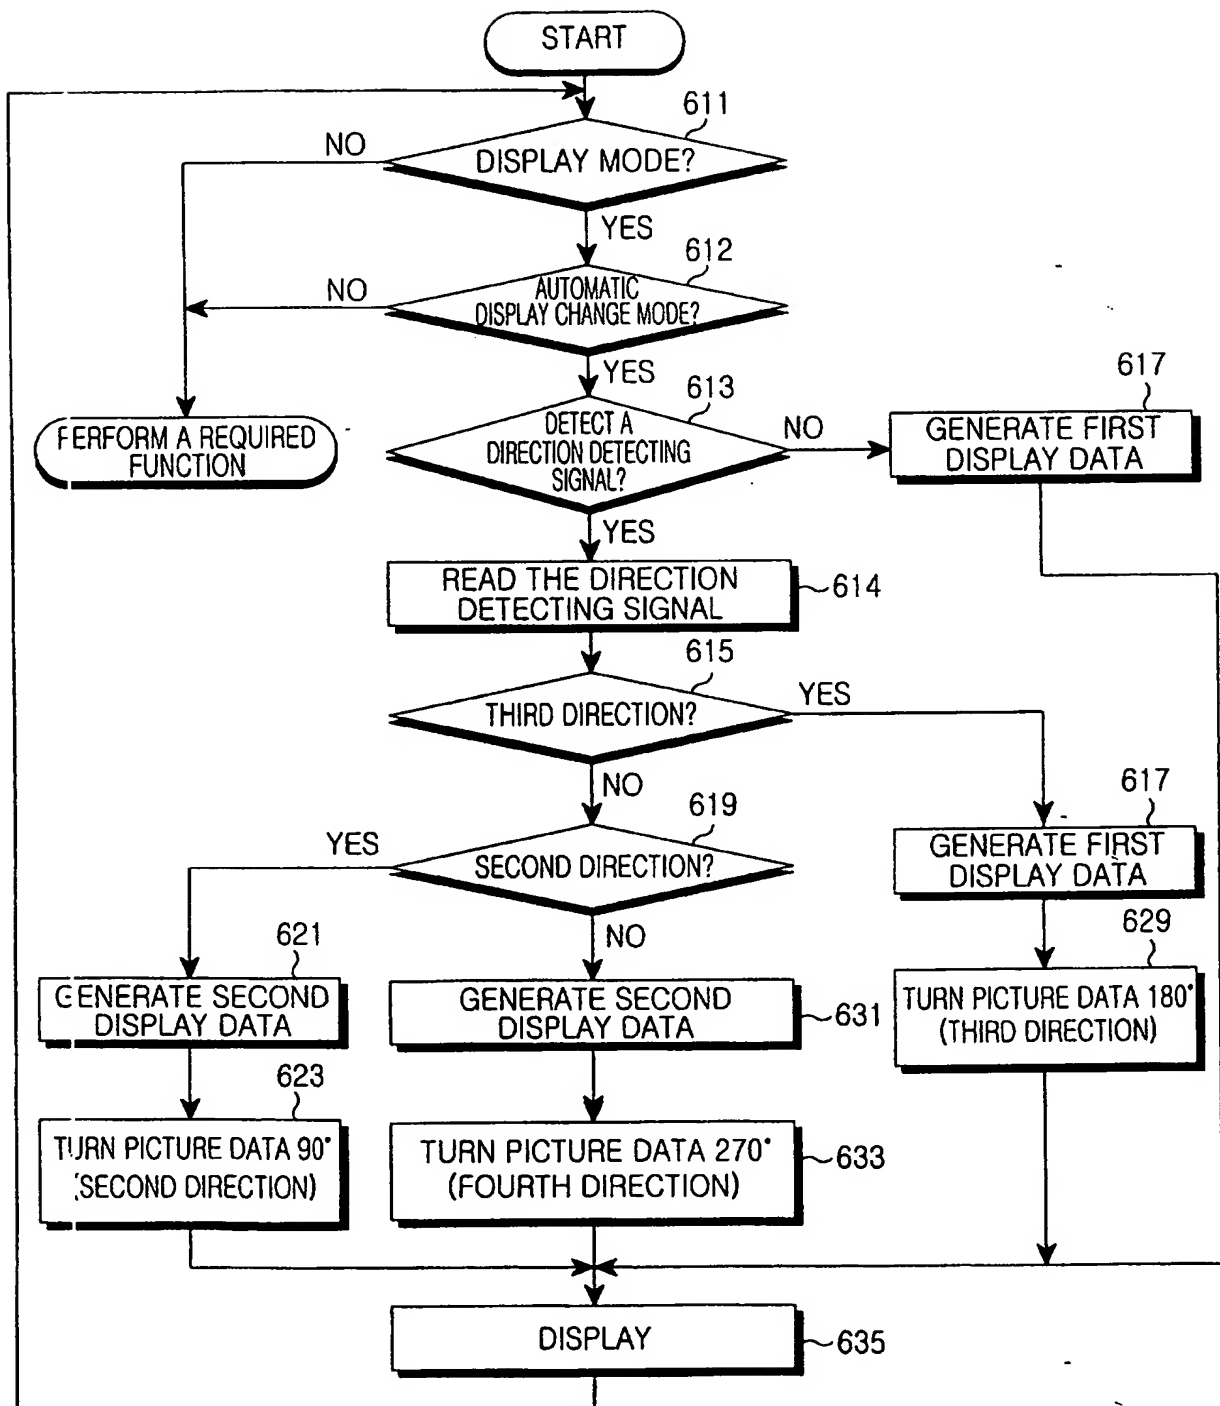 START
611
NO
DISPLAY MODE?
YES
612
NO
AUTOMATIC
DISPLAY CHANGE MODE?
YES
613
617
DETECT A
DIRECTION DETECTING
SIGNAL?
NO
GENERATE FIRST
DISPLAY DATA
PERFORM A REQUIRED
FUNCTION
YES
READ THE DIRECTION
DETECTING SIGNAL
614
615
THIRD DIRECTION?
YES
NO
619
617
YES
SECOND DIRECTION?
GENERATE FIRST
DISPLAY DATA
NO
621
629
GENERATE SECOND
DISPLAY DATA
GENERATE SECOND
DISPLAY DATA
631
TURN PICTURE DATA 180°
(THIRD DIRECTION)
623
TURN PICTURE DATA 90°
(SECOND DIRECTION)
TURN PICTURE DATA 270°
(FOURTH DIRECTION)
633
DISPLAY
635